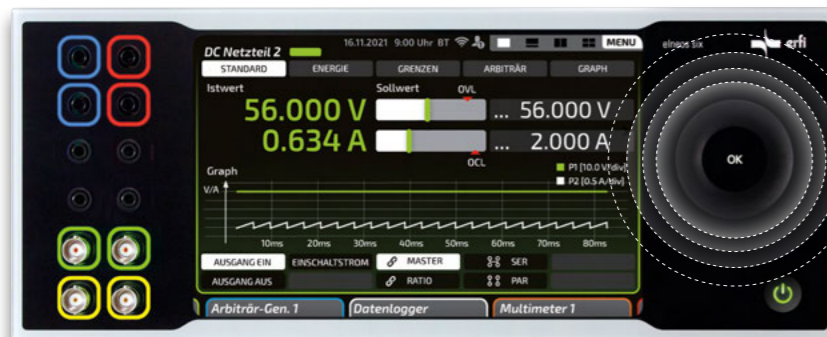 DC Netzteil 2
16.11.2021 9:00 Uhr BT
MENU
elneos six
erfi
STANDARD ENERGIE GRENZEN ARBITRÄR GRAPH
Istwert Sollwert OVL
56.000 V ... 56.000 V
0.634 A ... 2.000 A
OCL
Graph
P1 [10.0 V/div]
P2 [0.5 A/div]
V/A
10ms 20ms 30ms 40ms 50ms 60ms 70ms 80ms
AUSGANG EIN EINSCHALTSTROM MASTER SER
AUSGANG AUS RATIO PAR
Arbiträr-Gen. 1 Datenlogger Multimeter 1
OK